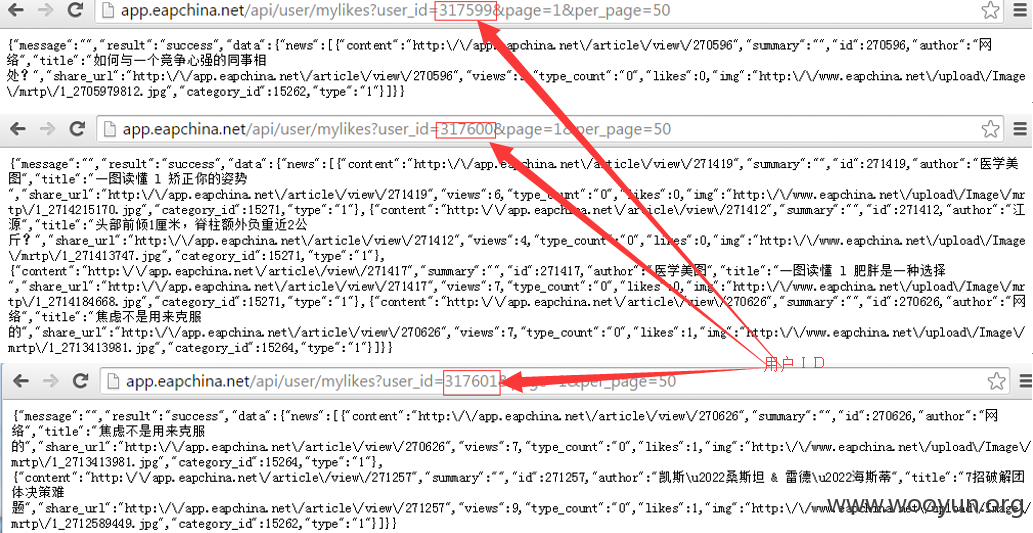 app.eapchina.net/api/user/mylikes?user_id=317599&page=1&per_page=50
{"message":"","result":"success","data":{"news":[{"content":"http:\/\/app.eapchina.net\/article\/view\/270596","summary":"","id":270596,"author":"网
络","title":"如何与一个竞争心强的同事相
处？","share_url":"http:\/\/app.eapchina.net\/article\/view\/270596","views": "type_count":"0","likes":0,"img":"http:\/\/www.eapchina.net\/upload\/Image
\/mrtp\/1_2705979812.jpg","category_id":15262,"type":"1"}]}}
app.eapchina.net/api/user/mylikes?user_id=317600&page=1&per_page=50
{"message":"","result":"success","data":{"news":[{"content":"http:\/\/app.eapchina.net\/article\/view\/271419","summary":"","id":271419,"author":"医学美
图","title":"一图读懂 l 矫正你的姿势
","share_url":"http:\/\/app.eapchina.net\/article\/view\/271419","views":6,"type_count":"0","likes":0,"img":"http:\/\/www.eapchina.net\/upload\/Image\/mr
tp\/1_2714215170.jpg","category_id":15271,"type":"1"},{"content":"http:\/\/app.eapchina.net\/article\/view\/271412","summary":"","id":271412,"author":"江
源","title":"头部前倾1厘米，脊柱额外负重近2公
斤？","share_url":"http:\/\/app.eapchina.net\/article\/view\/271412","views":4,"type_count":"0","likes":0,"img":"http:\/\/www.eapchina.net\/upload\/Image
\/mrtp\/1_271413747.jpg","category_id":15271,"type":"1"},
{"content":"http:\/\/app.eapchina.net\/article\/view\/271417","summary":"","id":271417,"author":"医学美图","title":"一图读懂 l 肥胖是一种选择
","share_url":"http:\/\/app.eapchina.net\/article\/view\/271417","views":7,"type_count":"0","likes":0,"img":"http:\/\/www.eapchina.net\/upload\/Image\/mr
tp\/1_2714184668.jpg","category_id":15271,"type":"1"},{"content":"http:\/\/app.eapchina.net\/article\/view\/270626","summary":"","id":270626,"author":"网
络","title":"焦虑不是用来克服
的","share_url":"http:\/\/app.eapchina.net\/article\/view\/270626","views":7,"type_count":"0","likes":1,"img":"http:\/\/www.eapchina.net\/upload\/Image\/
mrtp\/1_2713413981.jpg","category_id":15264,"type":"1"}]}}
用户ID
app.eapchina.net/api/user/mylikes?user_id=317601&page=1&per_page=50
{"message":"","result":"success","data":{"news":[{"content":"http:\/\/app.eapchina.net\/article\/view\/270626","summary":"","id":270626,"author":"网
络","title":"焦虑不是用来克服
的","share_url":"http:\/\/app.eapchina.net\/article\/view\/270626","views":7,"type_count":"0","likes":1,"img":"http:\/\/www.eapchina.net\/upload\/Image\/
mrtp\/1_2713413981.jpg","category_id":15264,"type":"1"},
{"content":"http:\/\/app.eapchina.net\/article\/view\/271257","summary":"","id":271257,"author":"凯斯\u2022桑斯坦 & 雷德\u2022海斯蒂","title":"7招破解团
体决策难
题","share_url":"http:\/\/app.eapchina.net\/article\/view\/271257","views":9,"type_count":"0","likes":1,"img":"http:\/\/www.eapchina.net\/upload\/Image\
/mrtp\/1_2712589449.jpg","category_id":15262,"type":"1"}]}}
www.wooyun.org